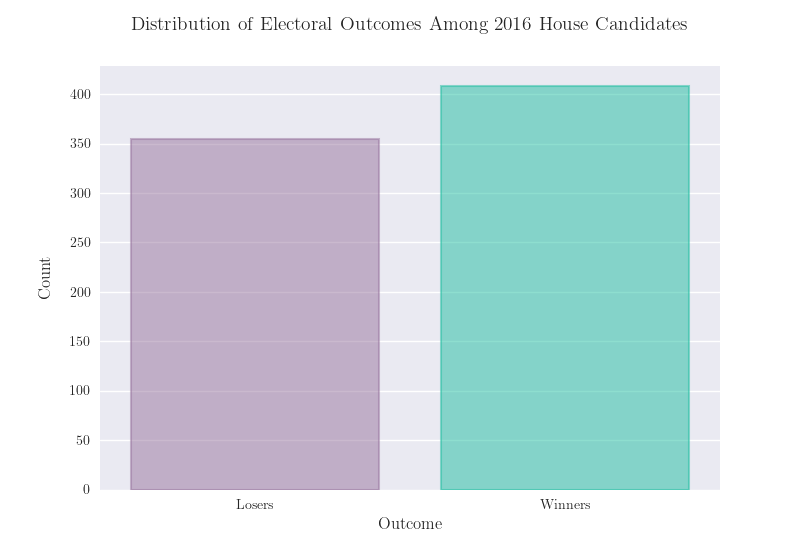 Distribution of Electoral Outcomes Among 2016 House Candidates
400
350
300
250
200
150
100
50
0
Count
Losers
Winners
Outcome